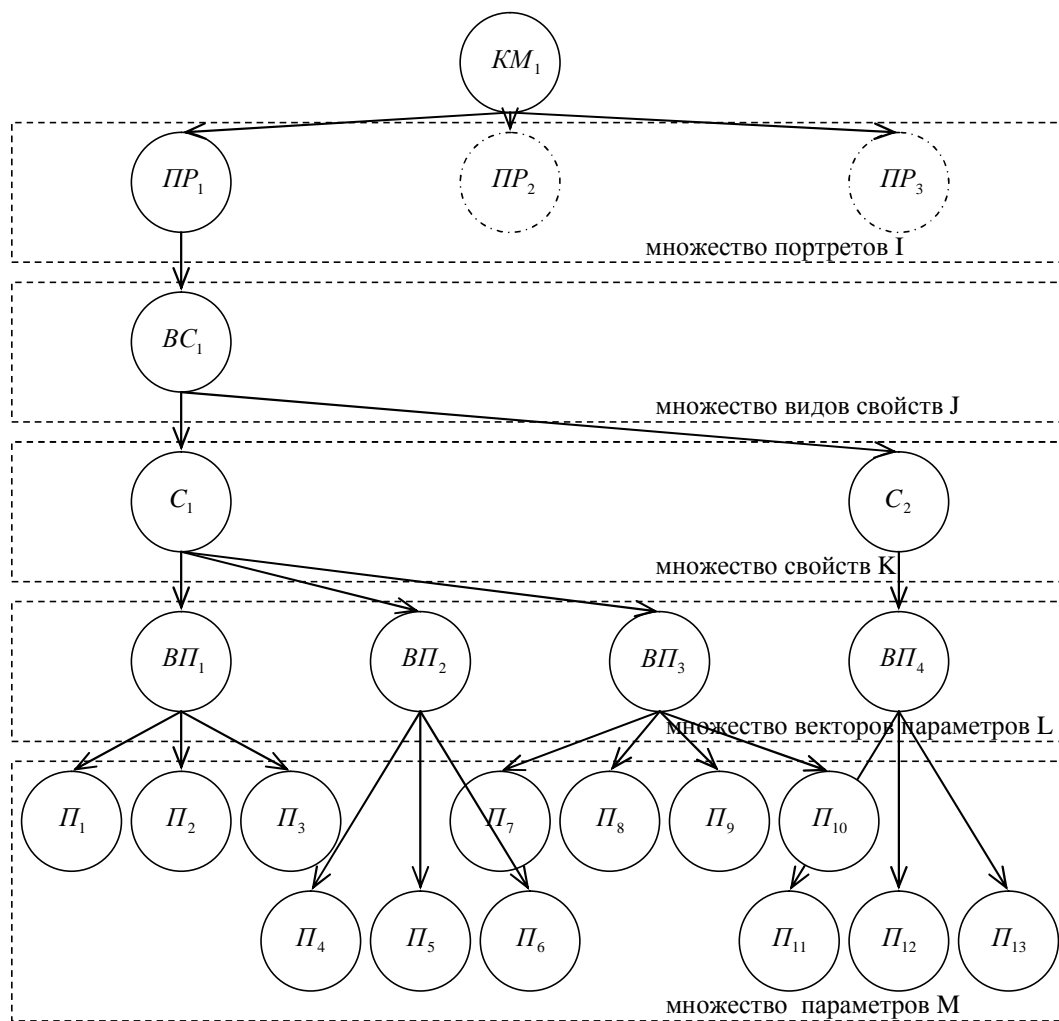 КМ₁
ПР₁ ПР₂ ПР₃
множество портретов I
ВС₁
множество видов свойств J
С₁ С₂
множество свойств K
ВП₁ ВП₂ ВП₃ ВП₄
множество векторов параметров L
П₁ П₂ П₃ П₇ П₈ П₉ П₁₀
П₄ П₅ П₆ П₁₁ П₁₂ П₁₃
множество параметров M